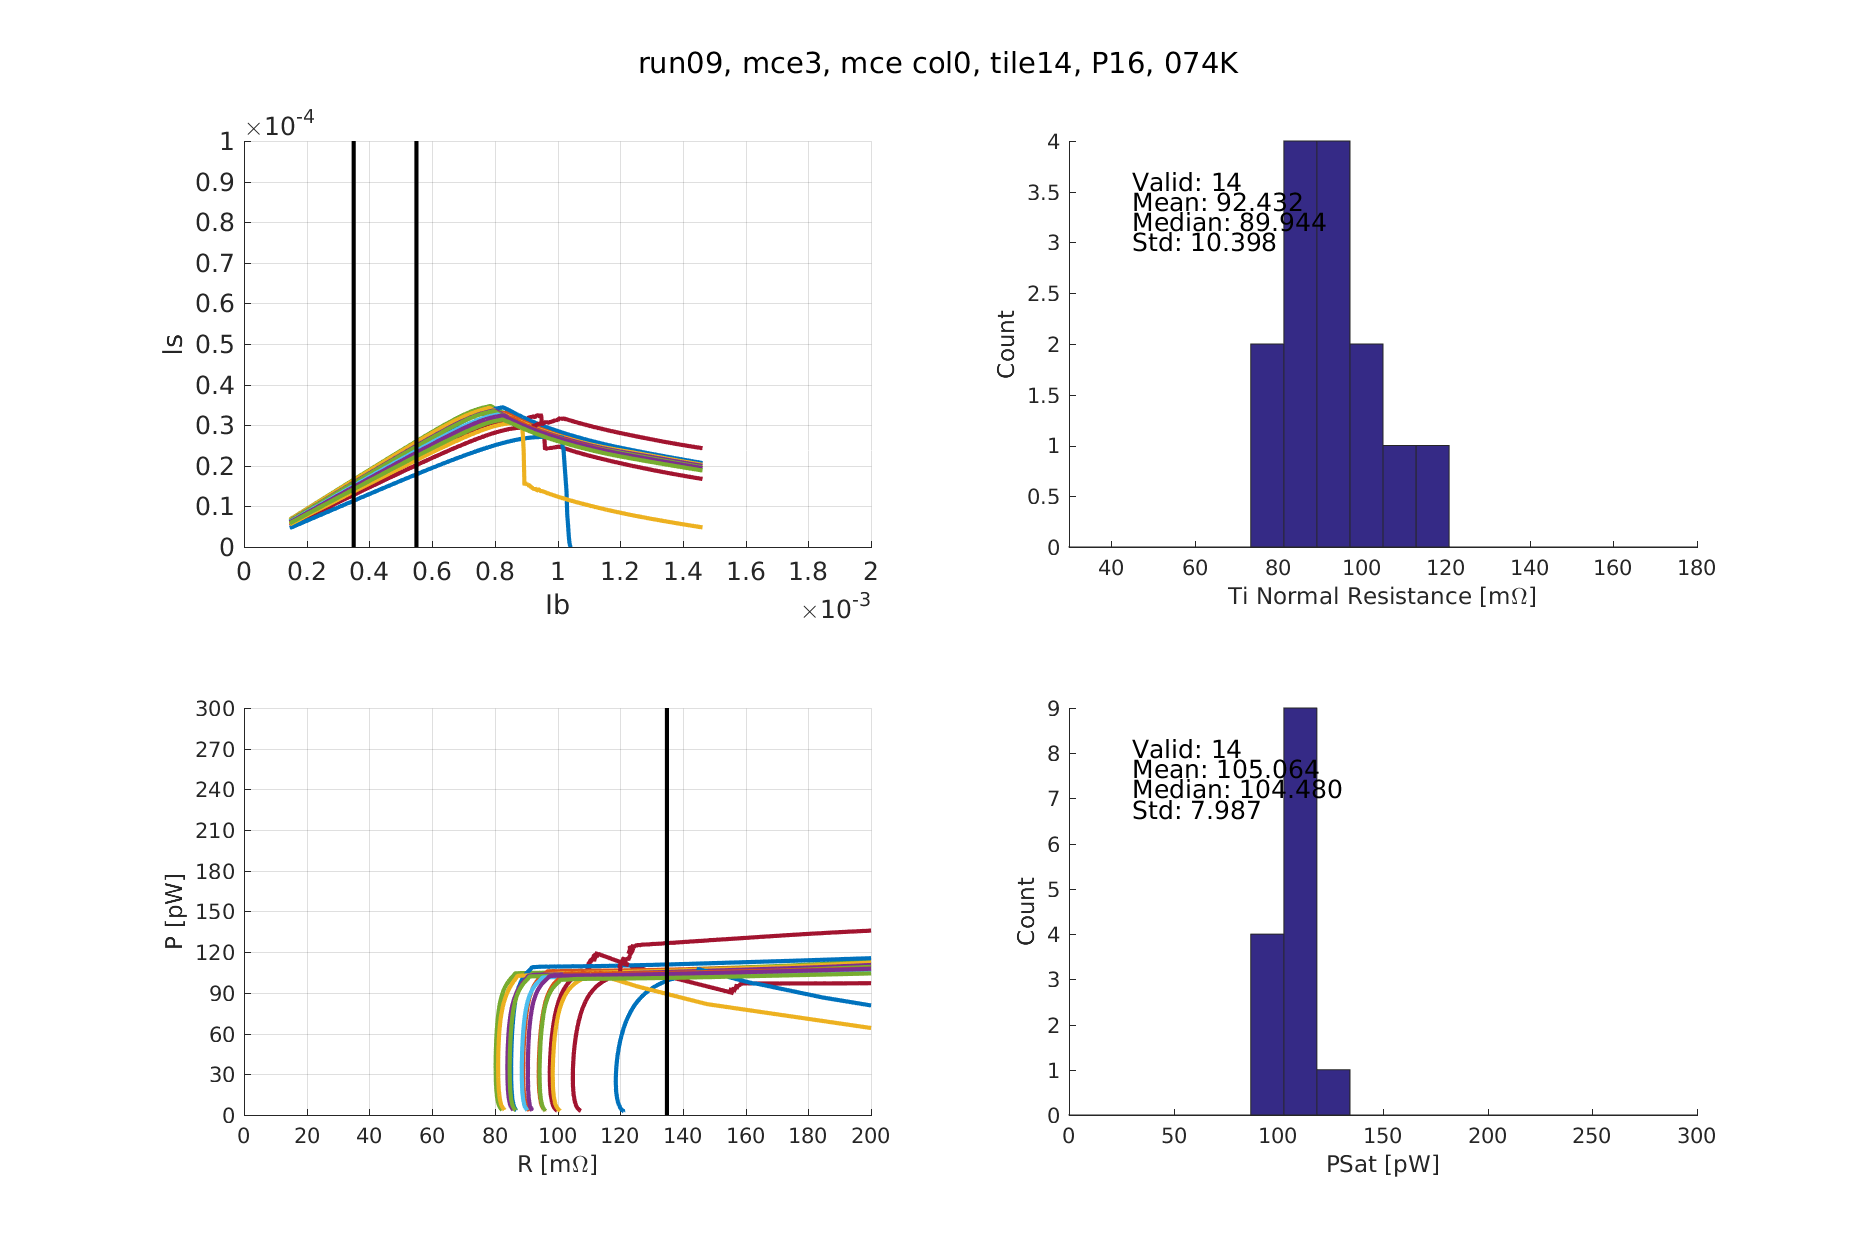 run09, mce3, mce col0, tile14, P16, 074K
×10-4
1
0.9
0.8
0.7
0.6
0.5
0.4
0.3
0.2
0.1
0
Is
0 0.2 0.4 0.6 0.8 1 1.2 1.4 1.6 1.8 2
Ib
×10-3
4
3.5
3
2.5
2
1.5
1
0.5
0
Count
Valid: 14
Mean: 92.432
Median: 89.944
Std: 10.398
40 60 80 100 120 140 160 180
Ti Normal Resistance [mΩ]
300
270
240
210
180
150
120
90
60
30
0
P [pW]
0 20 40 60 80 100 120 140 160 180 200
R [mΩ]
9
8
7
6
5
4
3
2
1
0
Count
Valid: 14
Mean: 105.064
Median: 104.480
Std: 7.987
0 50 100 150 200 250 300
PSat [pW]